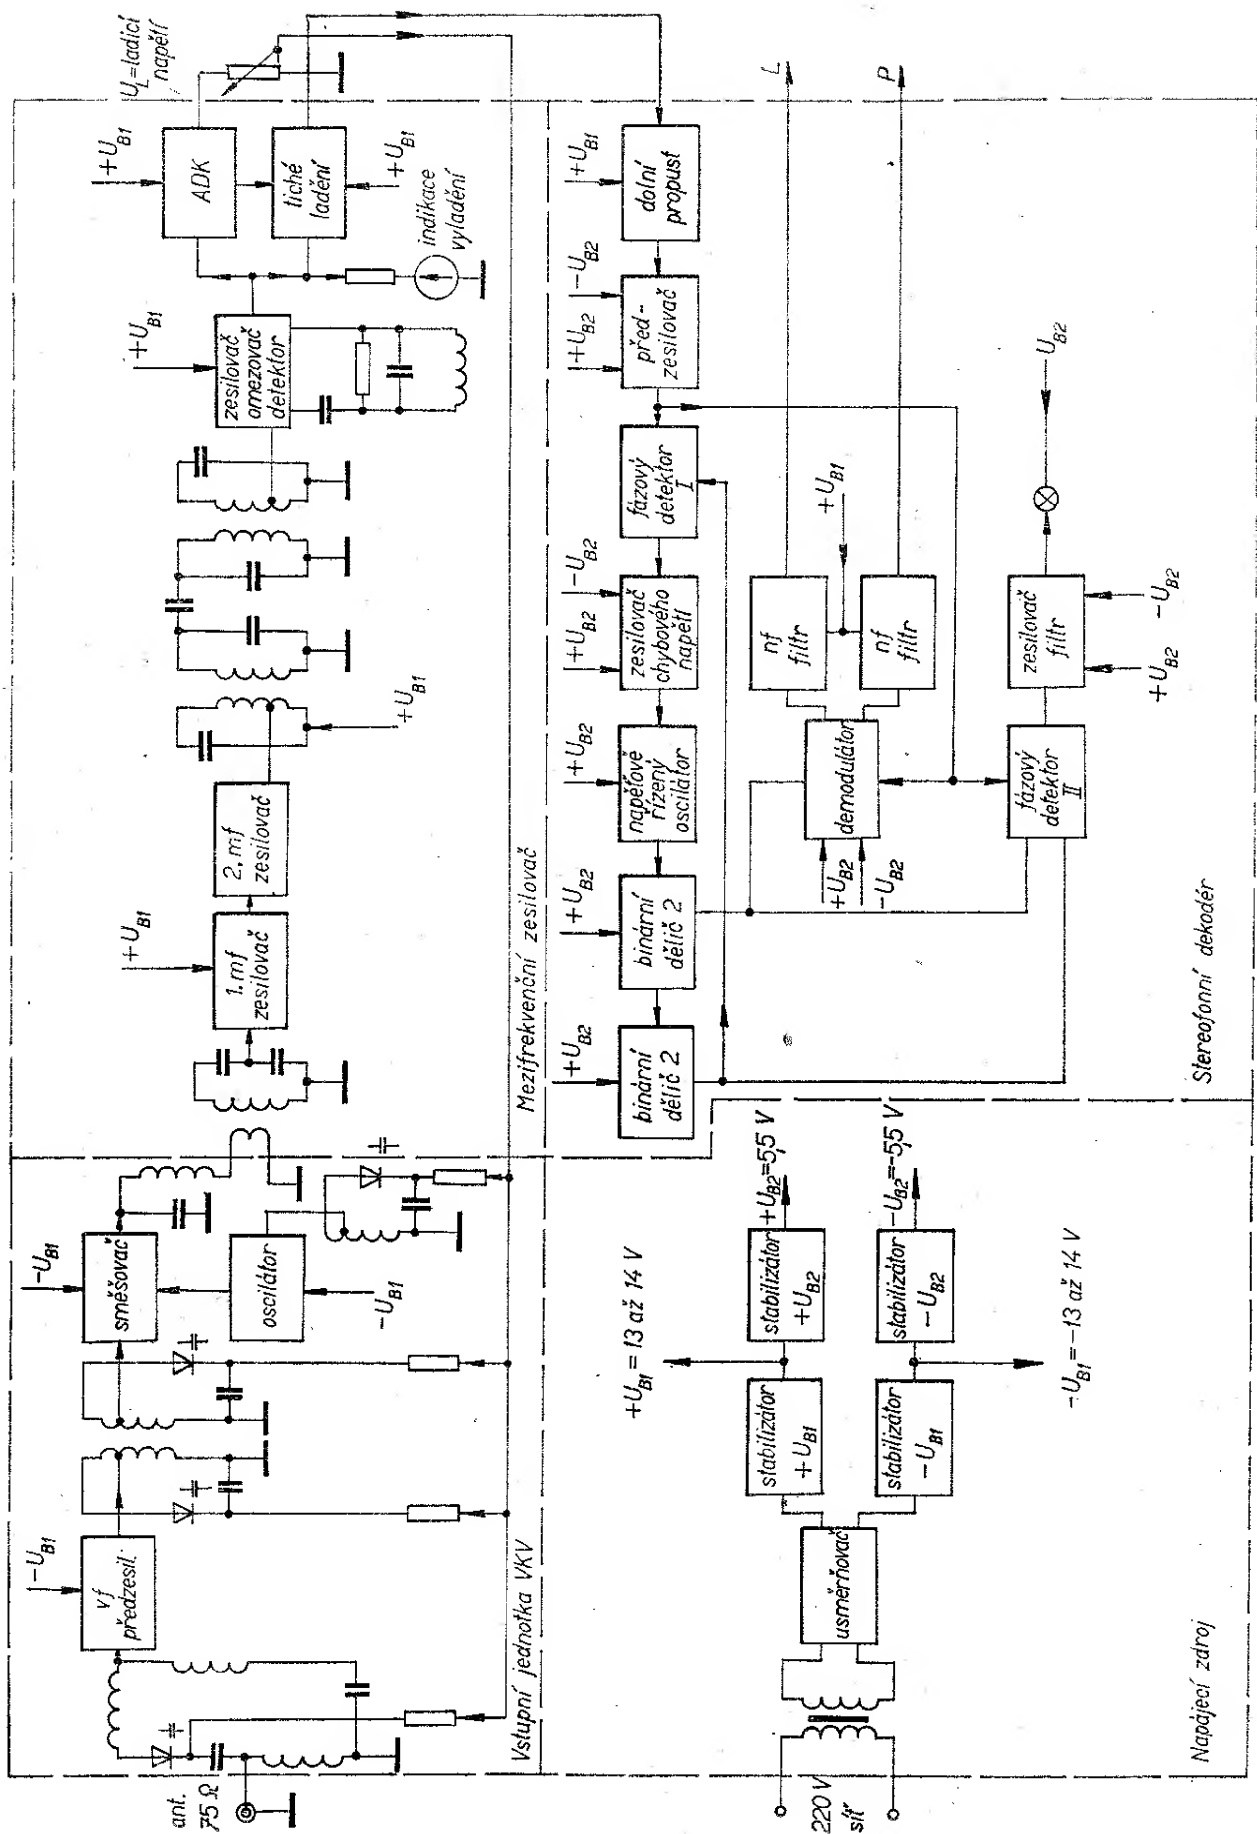 ant.
75 Ω
-U_B1
vf
předzesil.
-U_B1
směšovač
oscilátor
-U_B1
Vstupní jednotka VKV
+U_B1
1. mf
zesilovač
2. mf
zesilovač
+U_B1
+U_B1
zesilovač
omezovač
detektor
+U_B1
ADK
U_L=ladicí
napětí
tiché
ladění
+U_B1
indikace
vyladění
Mezifrekvenční zesilovač
+U_B2
binární
dělič 2
+U_B2
binární
dělič 2
+U_B2
napěťově
řízený
oscilátor
+U_B2
-U_B2
zesilovač
chybového
napětí
fázový
detektor
I
+U_B2
-U_B2
před-
zesilovač
+U_B1
dolní
propusť
+U_B2
-U_B2
demodulátor
nf
filtr
nf
filtr
+U_B1
L
P
fázový
detektor
II
zesilovač
filtr
+U_B2
-U_B2
U_B2
Stereofonní dekodér
220 V
síť
usměrňovač
stabilizátor
+U_B1
stabilizátor
-U_B1
+U_B1 = 13 až 14 V
-U_B1=-13 až 14 V
stabilizátor
+U_B2
stabilizátor
-U_B2
+U_B2=5,5 V
-U_B2=-5,5 V
Napájecí zdroj